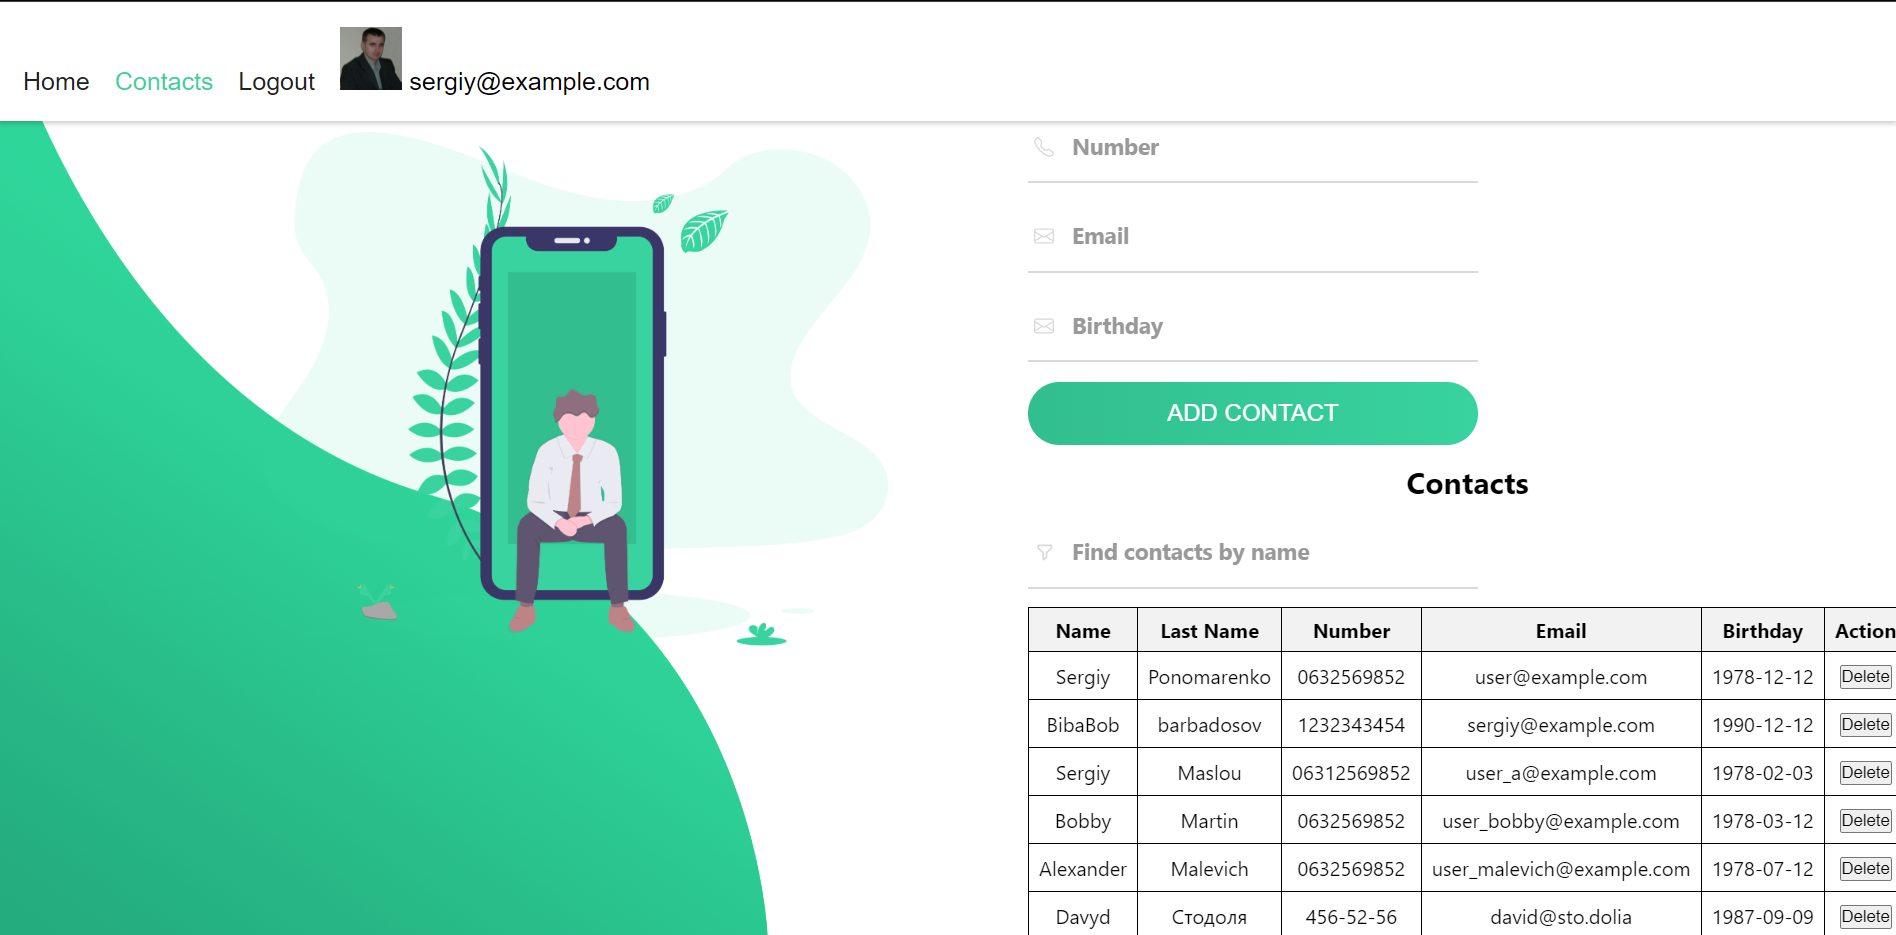 Home Contacts Logout sergiy@example.com
Number
Email
Birthday
ADD CONTACT
Contacts
Find contacts by name
Name Last Name Number Email Birthday Action
Sergiy Ponomarenko 0632569852 user@example.com 1978-12-12 Delete
BibaBob barbadosov 1232343454 sergiy@example.com 1990-12-12 Delete
Sergiy Maslou 06312569852 user_a@example.com 1978-02-03 Delete
Bobby Martin 0632569852 user_bobby@example.com 1978-03-12 Delete
Alexander Malevich 0632569852 user_malevich@example.com 1978-07-12 Delete
Davyd Стодоля 456-52-56 david@sto.dolia 1987-09-09 Delete